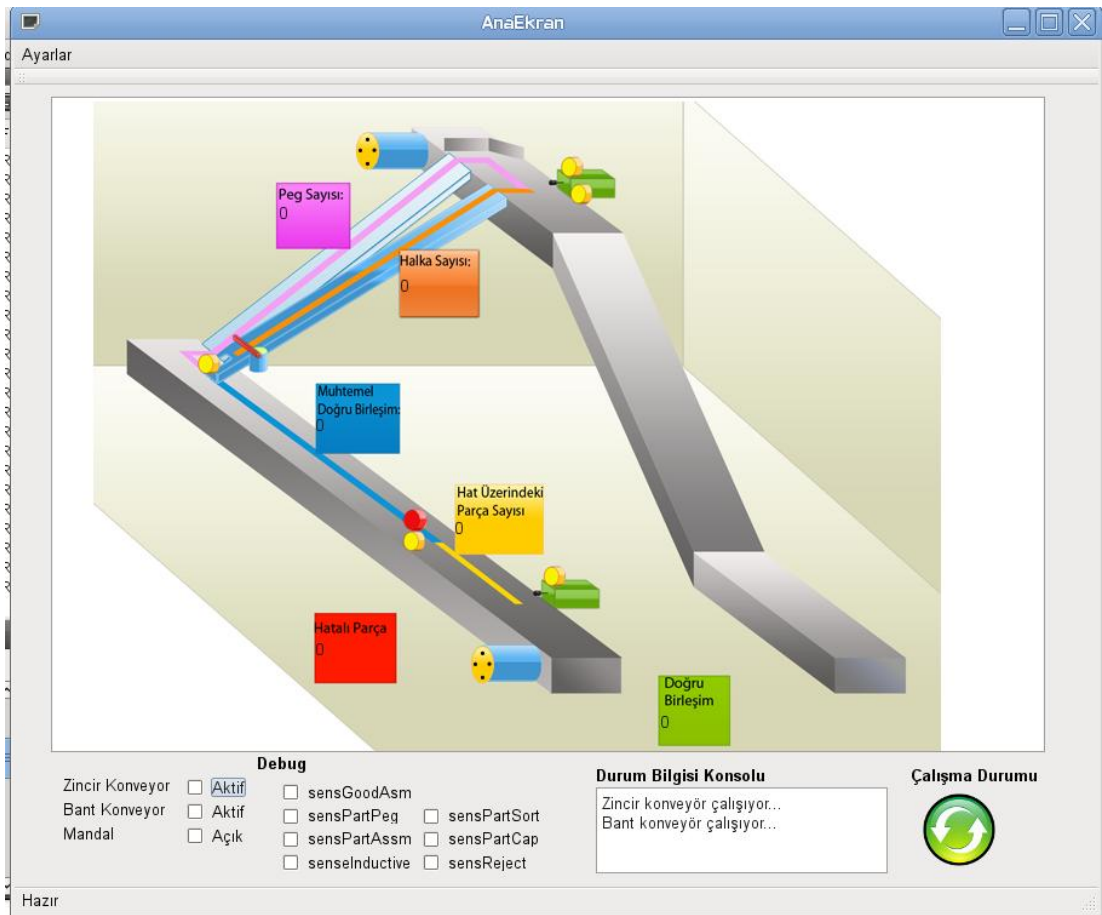 AnaEkran
Ayarlar
Peg Sayısı:
0
Halka Sayısı:
0
Muhtemel
Doğru Birleşim:
0
Hat Üzerindeki
Parça Sayısı
0
Hatalı Parça
0
Doğru
Birleşim
0
Debug
Zincir Konveyor Aktif
Bant Konveyor Aktif
Mandal Açık
sensGoodAsm
sensPartPeg sensPartSort
sensPartAssm sensPartCap
senseInductive sensReject
Durum Bilgisi Konsolu
Zincir konveyör çalışıyor...
Bant konveyör çalışıyor...
Çalışma Durumu
Hazır